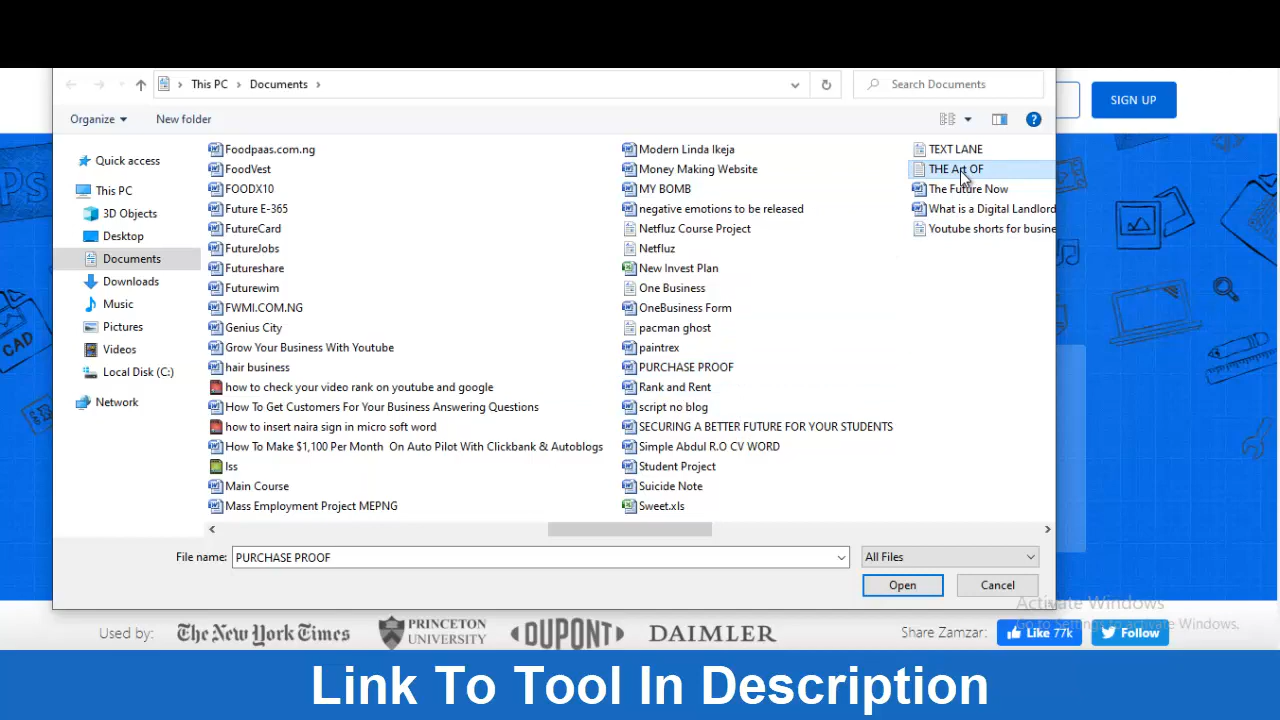 This PC > Documents >
Search Documents
SIGN UP
Organize
New folder
Quick access
This PC
3D Objects
Desktop
Documents
Downloads
Music
Pictures
Videos
Local Disk (C:)
Network
Foodpaas.com.ng
FoodVest
FOODX10
Future E-365
FutureCard
FutureJobs
Futureshare
Futurewim
FWMI.COM.NG
Genius City
Grow Your Business With Youtube
hair business
how to check your video rank on youtube and google
How To Get Customers For Your Business Answering Questions
how to insert naira sign in micro soft word
How To Make $1,100 Per Month On Auto Pilot With Clickbank & Autoblogs
lss
Main Course
Mass Employment Project MEPNG
Modern Linda Ikeja
Money Making Website
MY BOMB
negative emotions to be released
Netfluz Course Project
Netfluz
New Invest Plan
One Business
OneBusiness Form
pacman ghost
paintrex
PURCHASE PROOF
Rank and Rent
script no blog
SECURING A BETTER FUTURE FOR YOUR STUDENTS
Simple Abdul R.O CV WORD
Student Project
Suicide Note
Sweet.xls
TEXT LANE
THE Art OF
The Future Now
What is a Digital Landlord
Youtube shorts for busine
File name: PURCHASE PROOF
All Files
Open
Cancel
CAD
Ps
Activate Windows
Go to Settings to activate Windows.
Used by:
The New York Times
PRINCETON
UNIVERSITY
DUPONT
DAIMLER
Share Zamzar:
Like 77k
Follow
Link To Tool In Description